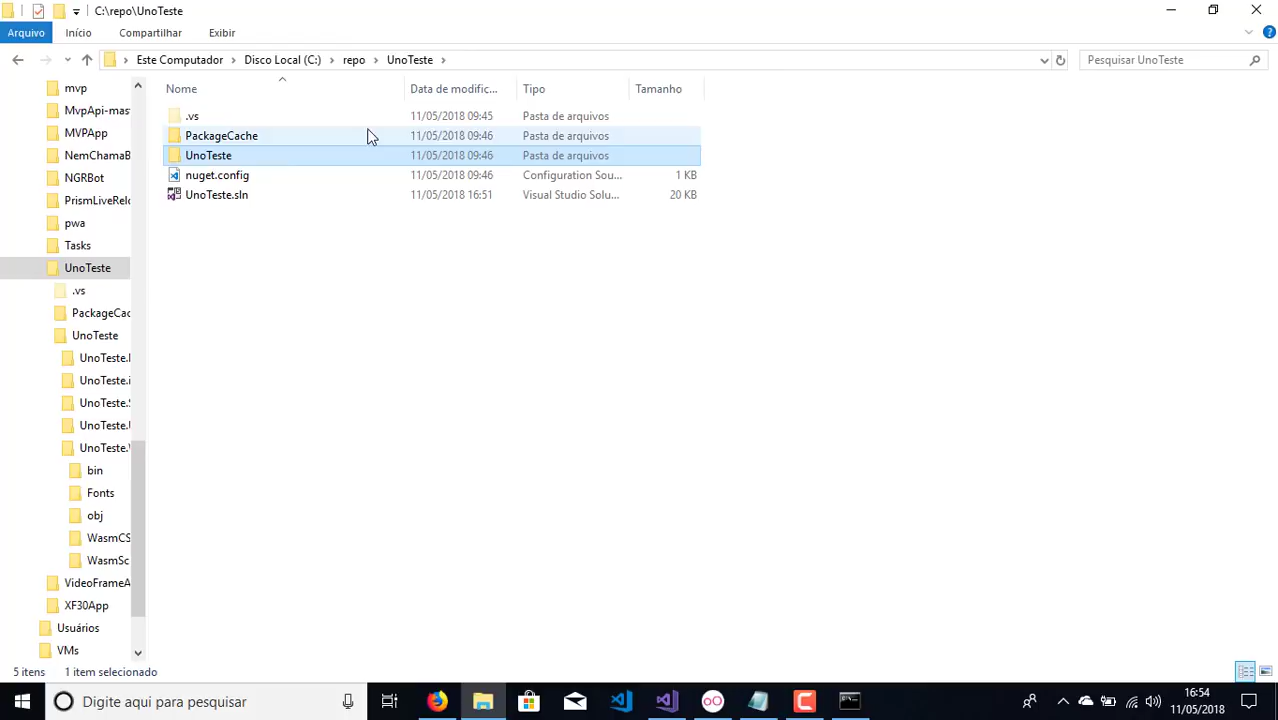 C:\repo\UnoTeste
Arquivo Início Compartilhar Exibir
Este Computador Disco Local (C:) repo UnoTeste Pesquisar UnoTeste
Nome Data de modific... Tipo Tamanho
.vs 11/05/2018 09:45 Pasta de arquivos
PackageCache 11/05/2018 09:46 Pasta de arquivos
UnoTeste 11/05/2018 09:46 Pasta de arquivos
nuget.config 11/05/2018 09:46 Configuration Sou... 1 KB
UnoTeste.sln 11/05/2018 16:51 Visual Studio Solu... 20 KB
mvp
MvpApi-mas
MVPApp
NemChamaB
NGRBot
PrismLiveRelo
pwa
Tasks
UnoTeste
.vs
PackageCac
UnoTeste
UnoTeste.
UnoTeste.i
UnoTeste.S
UnoTeste.
UnoTeste.
bin
Fonts
obj
WasmCS
WasmSc
VideoFrameA
XF30App
Usuários
VMs
5 itens 1 item selecionado
Digite aqui para pesquisar
16:54
11/05/2018